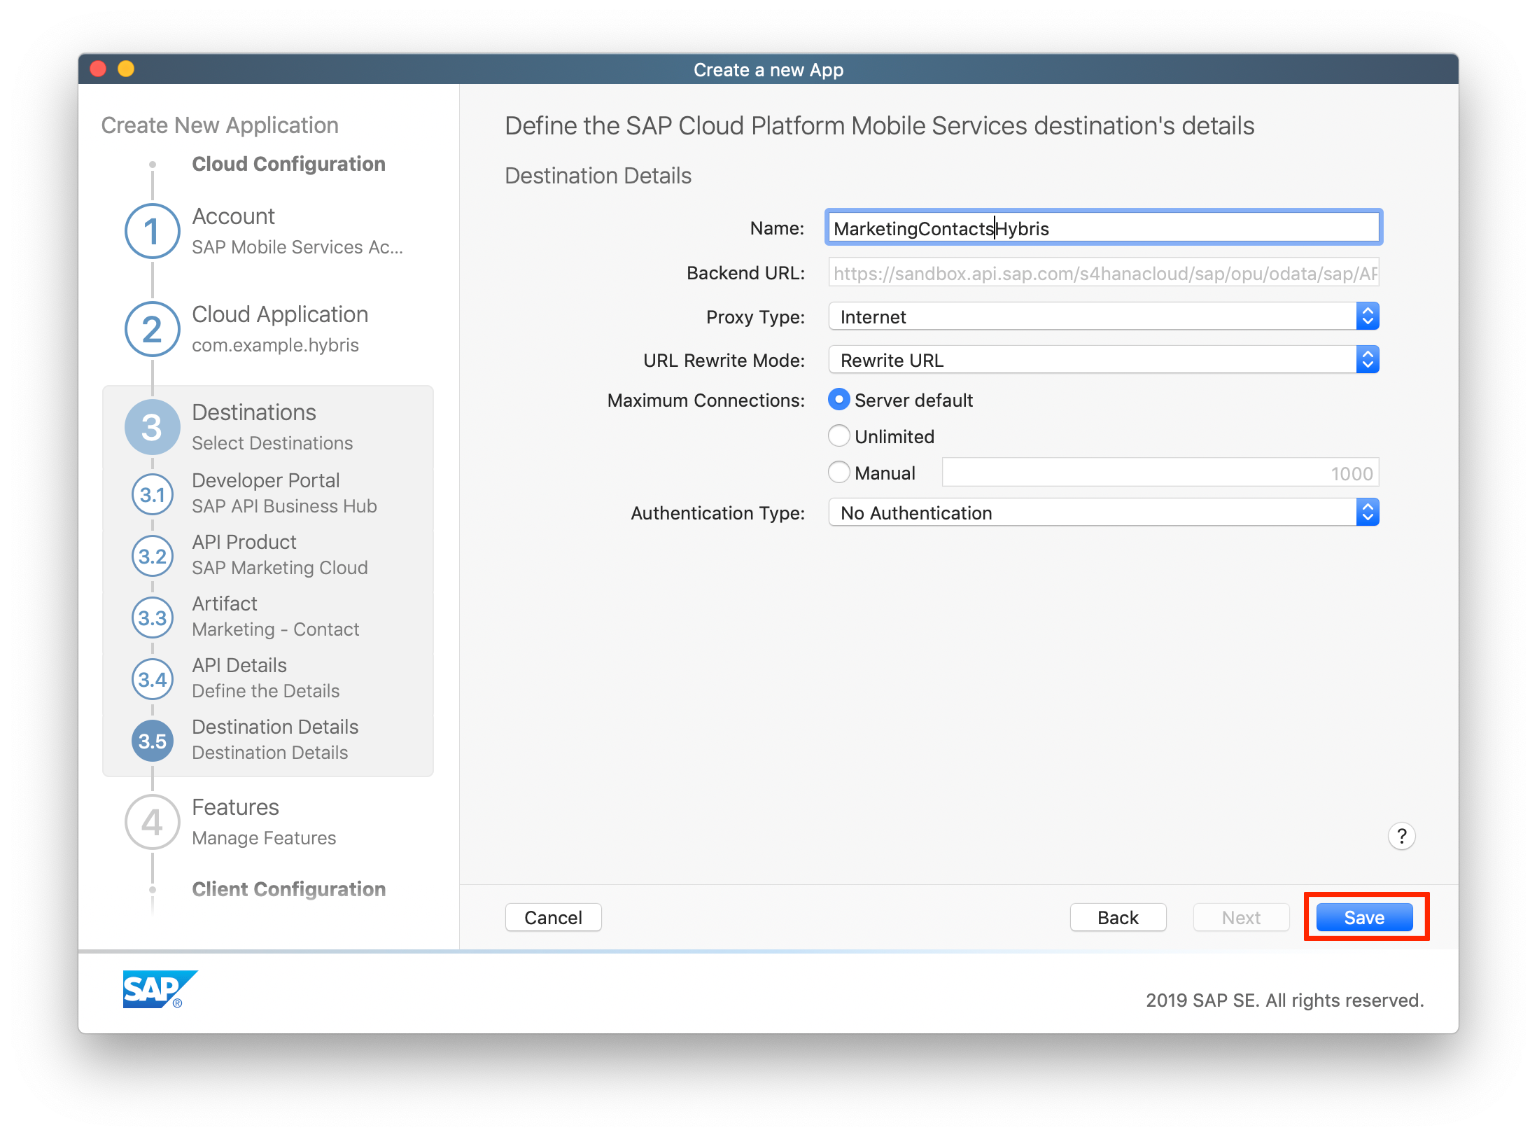 Create a new App
Create New Application
Cloud Configuration
1
Account
SAP Mobile Services Ac...
2
Cloud Application
com.example.hybris
3
Destinations
Select Destinations
3.1
Developer Portal
SAP API Business Hub
3.2
API Product
SAP Marketing Cloud
3.3
Artifact
Marketing - Contact
3.4
API Details
Define the Details
3.5
Destination Details
Destination Details
4
Features
Manage Features
Client Configuration
Define the SAP Cloud Platform Mobile Services destination's details
Destination Details
Name: MarketingContactsHybris
Backend URL: https://sandbox.api.sap.com/s4hanacloud/sap/opu/odata/sap/AP
Proxy Type: Internet
URL Rewrite Mode: Rewrite URL
Maximum Connections: Server default
Unlimited
Manual 1000
Authentication Type: No Authentication
?
Cancel Back Next Save
SAP ®
2019 SAP SE. All rights reserved.